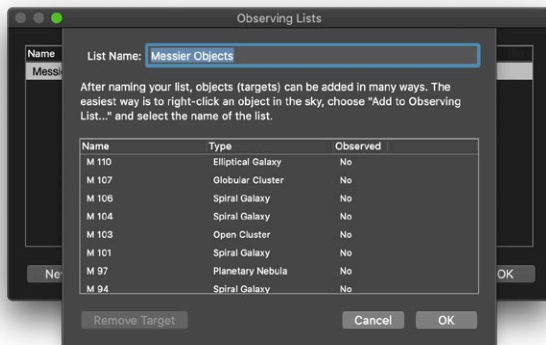 Observing Lists
Name
List Name: Messier Objects
Messie
After naming your list, objects (targets) can be added in many ways. The
easiest way is to right-click an object in the sky, choose "Add to Observing
List..." and select the name of the list.
Name Type Observed
M 110 Elliptical Galaxy No
M 107 Globular Cluster No
M 106 Spiral Galaxy No
M 104 Spiral Galaxy No
M 103 Open Cluster No
M 101 Spiral Galaxy No
M 97 Planetary Nebula No
M 94 Spiral Galaxy No
Ne OK
Remove Target Cancel OK